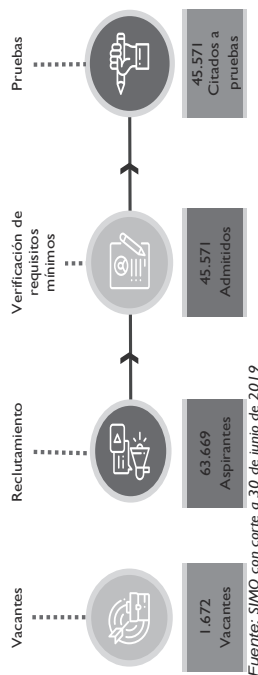 Vacantes
1.672
Vacantes
Reclutamiento
63.669
Aspirantes
Verificación de
requisitos
mínimos
45.571
Admitidos
Pruebas
45.571
Citados a
pruebas
Fuente: SIMO con corte a 30 de junio de 2019